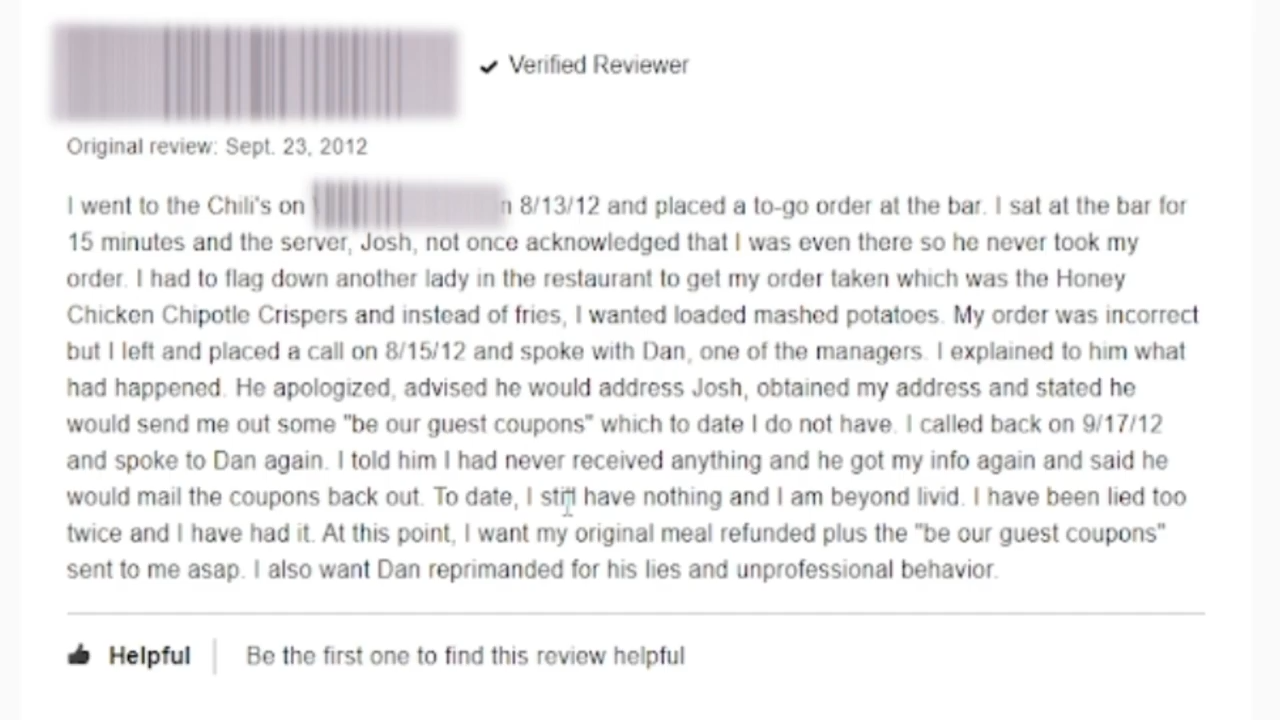 ✓ Verified Reviewer
Original review: Sept. 23, 2012
I went to the Chili's on 8/13/12 and placed a to-go order at the bar. I sat at the bar for
15 minutes and the server, Josh, not once acknowledged that I was even there so he never took my
order. I had to flag down another lady in the restaurant to get my order taken which was the Honey
Chicken Chipotle Crispers and instead of fries, I wanted loaded mashed potatoes. My order was incorrect
but I left and placed a call on 8/15/12 and spoke with Dan, one of the managers. I explained to him what
had happened. He apologized, advised he would address Josh, obtained my address and stated he
would send me out some "be our guest coupons" which to date I do not have. I called back on 9/17/12
and spoke to Dan again. I told him I had never received anything and he got my info again and said he
would mail the coupons back out. To date, I still have nothing and I am beyond livid. I have been lied too
twice and I have had it. At this point, I want my original meal refunded plus the "be our guest coupons"
sent to me asap. I also want Dan reprimanded for his lies and unprofessional behavior.
Helpful | Be the first one to find this review helpful